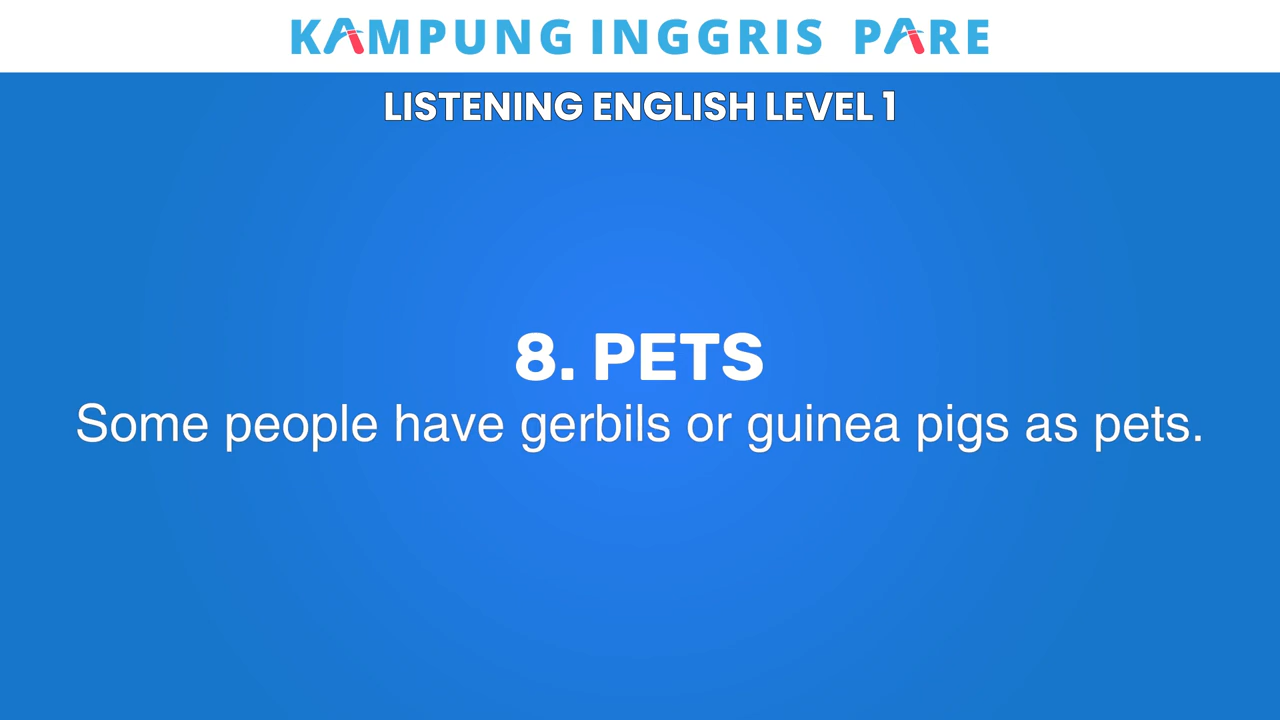 KAMPUNG INGGRIS PARE
LISTENING ENGLISH LEVEL 1
8. PETS
Some people have gerbils or guinea pigs as pets.